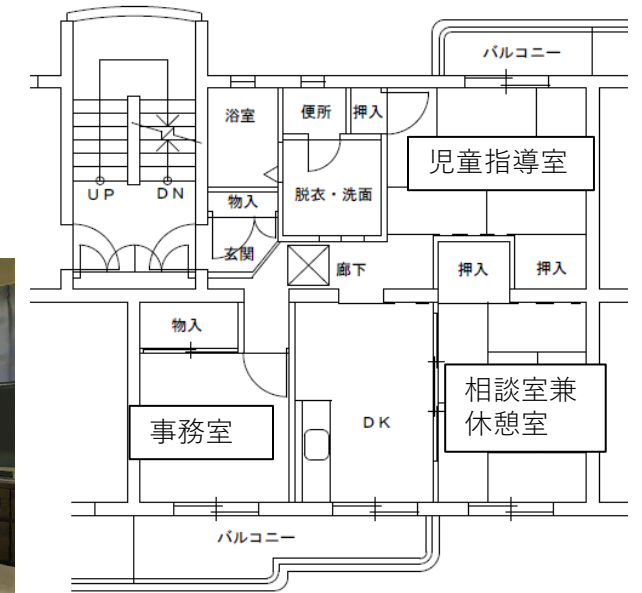 バルコニー
浴室
便所
押入
児童指導室
UP
DN
物入
脱衣・洗面
玄関
廊下
押入
押入
物入
事務室
DK
相談室兼
休憩室
バルコニー